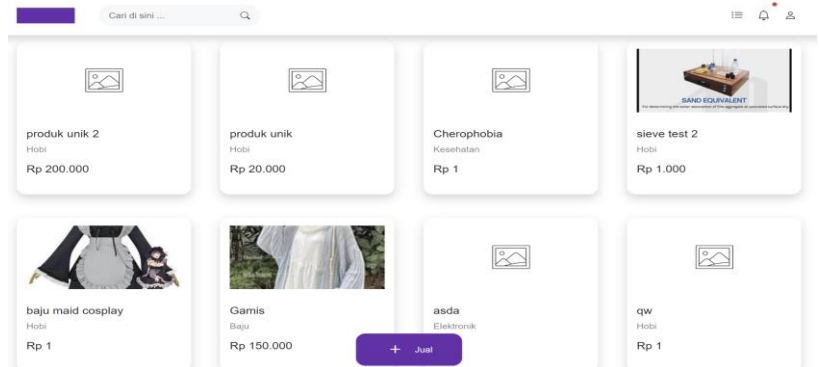 Cari di sini ...
SAND EQUIVALENT
produk unik 2
Hobi
Rp 200.000
produk unik
Hobi
Rp 20.000
Cherophobia
Kesehatan
Rp 1
sieve test 2
Hobi
Rp 1.000
baju maid cosplay
Hobi
Rp 1
Gamis
Baju
Rp 150.000
asda
Elektronik
qw
Hobi
Rp 1
+ Jual